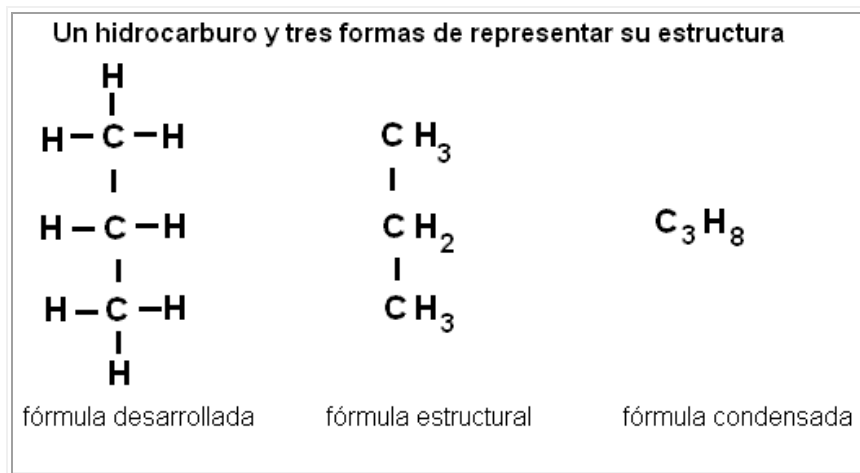 Un hidrocarburo y tres formas de representar su estructura
H
H – C – H
H – C – H
H – C – H
H
fórmula desarrollada
CH₃
CH₂
CH₃
fórmula estructural
C₃H₈
fórmula condensada